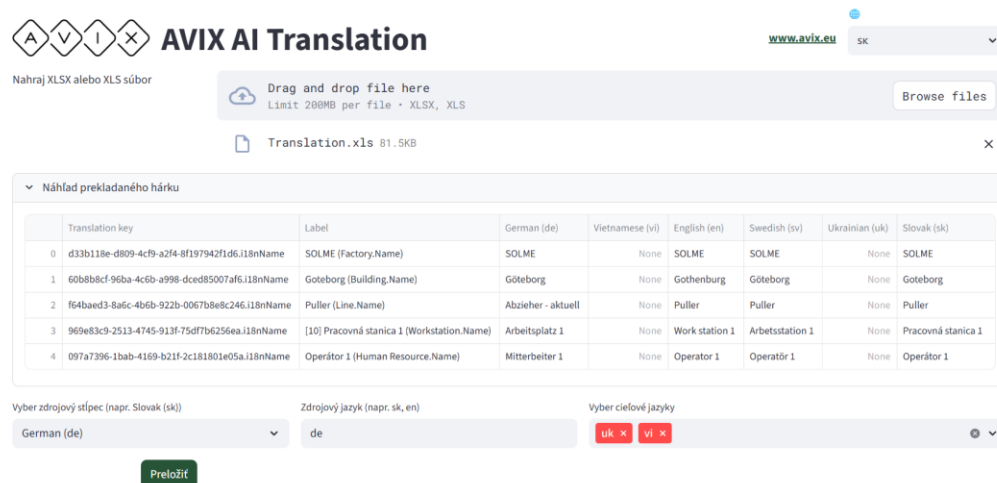 AVIX AVIX AI Translation
www.avix.eu
SK
Nahraj XLSX alebo XLS súbor
Drag and drop file here
Limit 200MB per file • XLSX, XLS
Browse files
Translation.xls 81.5KB
Náhľad prekladaného hárku
Translation key Label German (de) Vietnamese (vi) English (en) Swedish (sv) Ukrainian (uk) Slovak (sk)
0 d33b118e-d809-4cf9-a2f4-8f197942f1d6.i18nName SOLME (Factory.Name) SOLME None SOLME SOLME None SOLME
1 60b8b8cf-96ba-4c6b-a998-dced85007af6.i18nName Goteborg (Building.Name) Göteborg None Gothenburg Göteborg None Goteborg
2 f64baed3-8a6c-4b6b-922b-0067b8e8c246.i18nName Puller (Line.Name) Abzieher - aktuell None Puller Puller None Puller
3 969e83c9-2513-4745-913f-75df7b6256ea.i18nName [10] Pracovná stanica 1 (Workstation.Name) Arbeitsplatz 1 None Work station 1 Arbetsstation 1 None Pracovná stanica 1
4 097a7396-1bab-4169-b21f-2c181801e05a.i18nName Operátor 1 (Human Resource.Name) Mitterbeiter 1 None Operator 1 Operatör 1 None Operátor 1
Vyber zdrojový stĺpec (napr. Slovak (sk)) Zdrojový jazyk (napr. sk, en) Vyber cieľové jazyky
German (de) de uk × vi ×
Preložiť